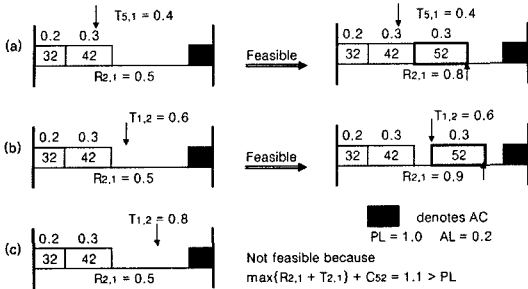 T5,1 = 0.4 T5,1 = 0.4
0.2 0.3 0.2 0.3 0.3
(a) 32 42 Feasible 32 42 52
R2,1 = 0.5 R2,1 = 0.8
T1,2 = 0.6 T1,2 = 0.6
0.2 0.3 0.2 0.3 0.3
(b) 32 42 Feasible 32 42 52
R2,1 = 0.5 R2,1 = 0.9
T1,2 = 0.8 denotes AC
0.2 0.3 PL = 1.0 AL = 0.2
(c) 32 42 Not feasible because
R2,1 = 0.5 max{R2,1 + T2,1} + C52 = 1.1 > PL